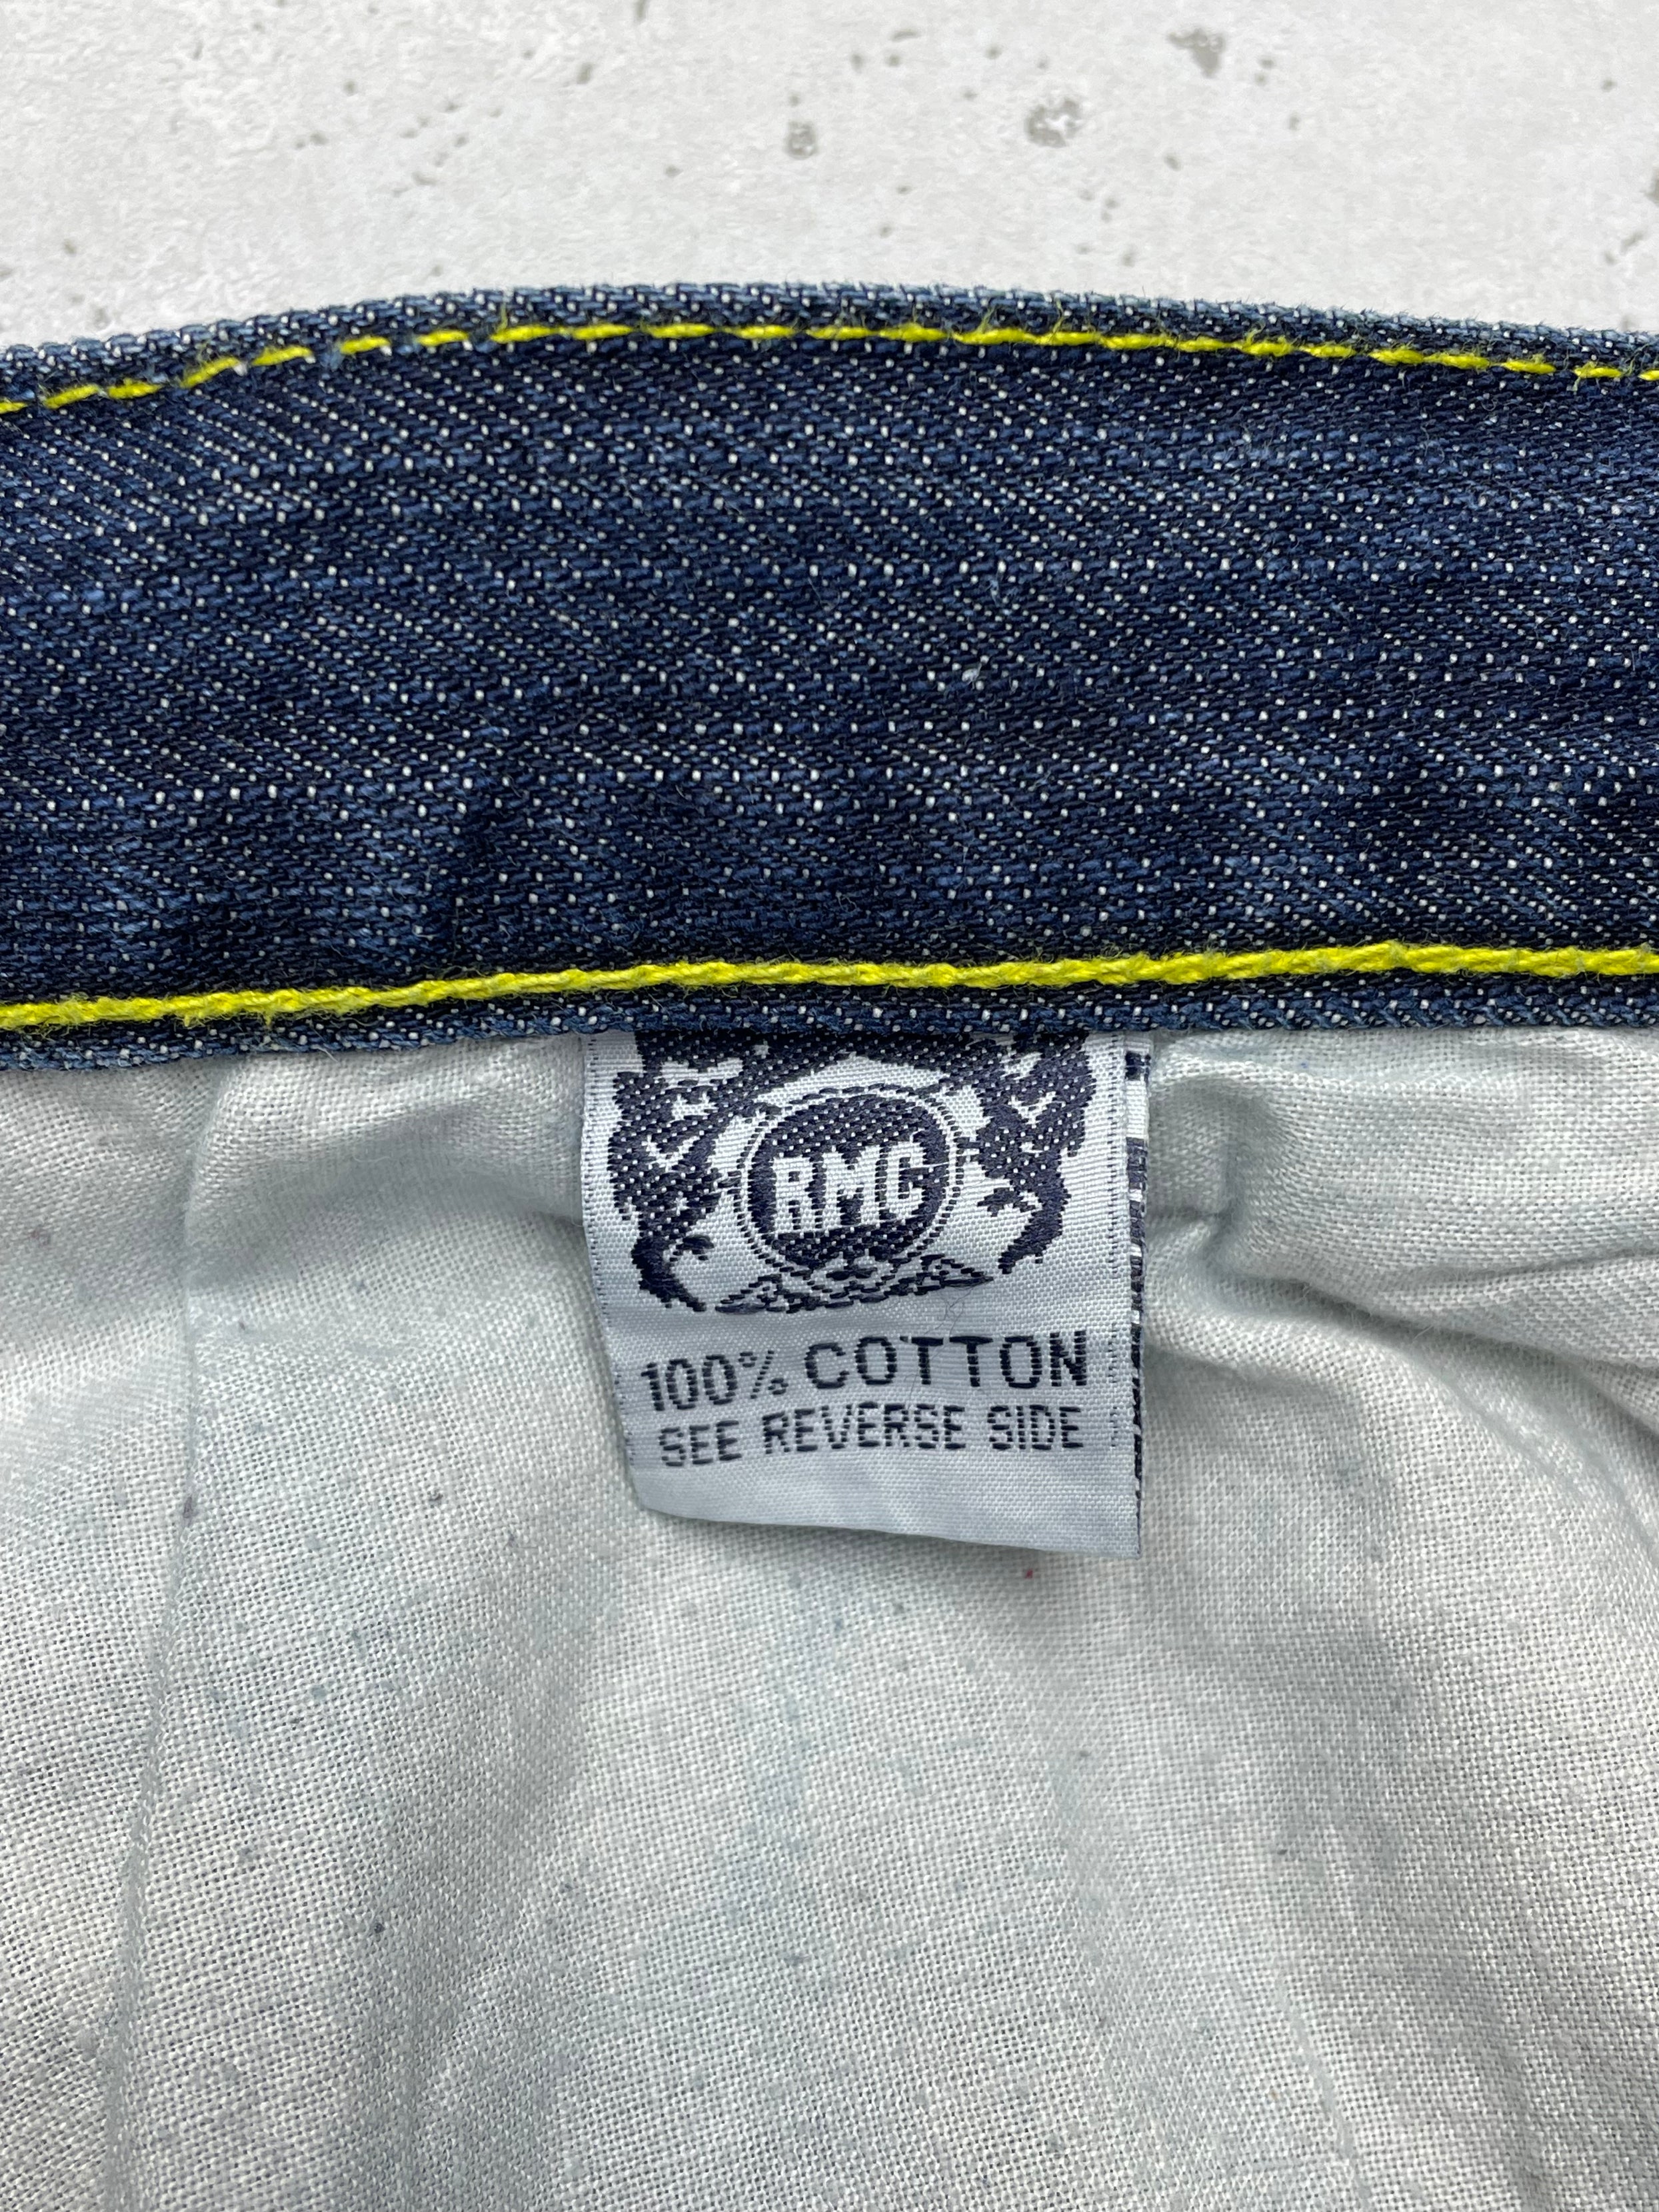 RMC
100% COTTON
SEE REVERSE SIDE